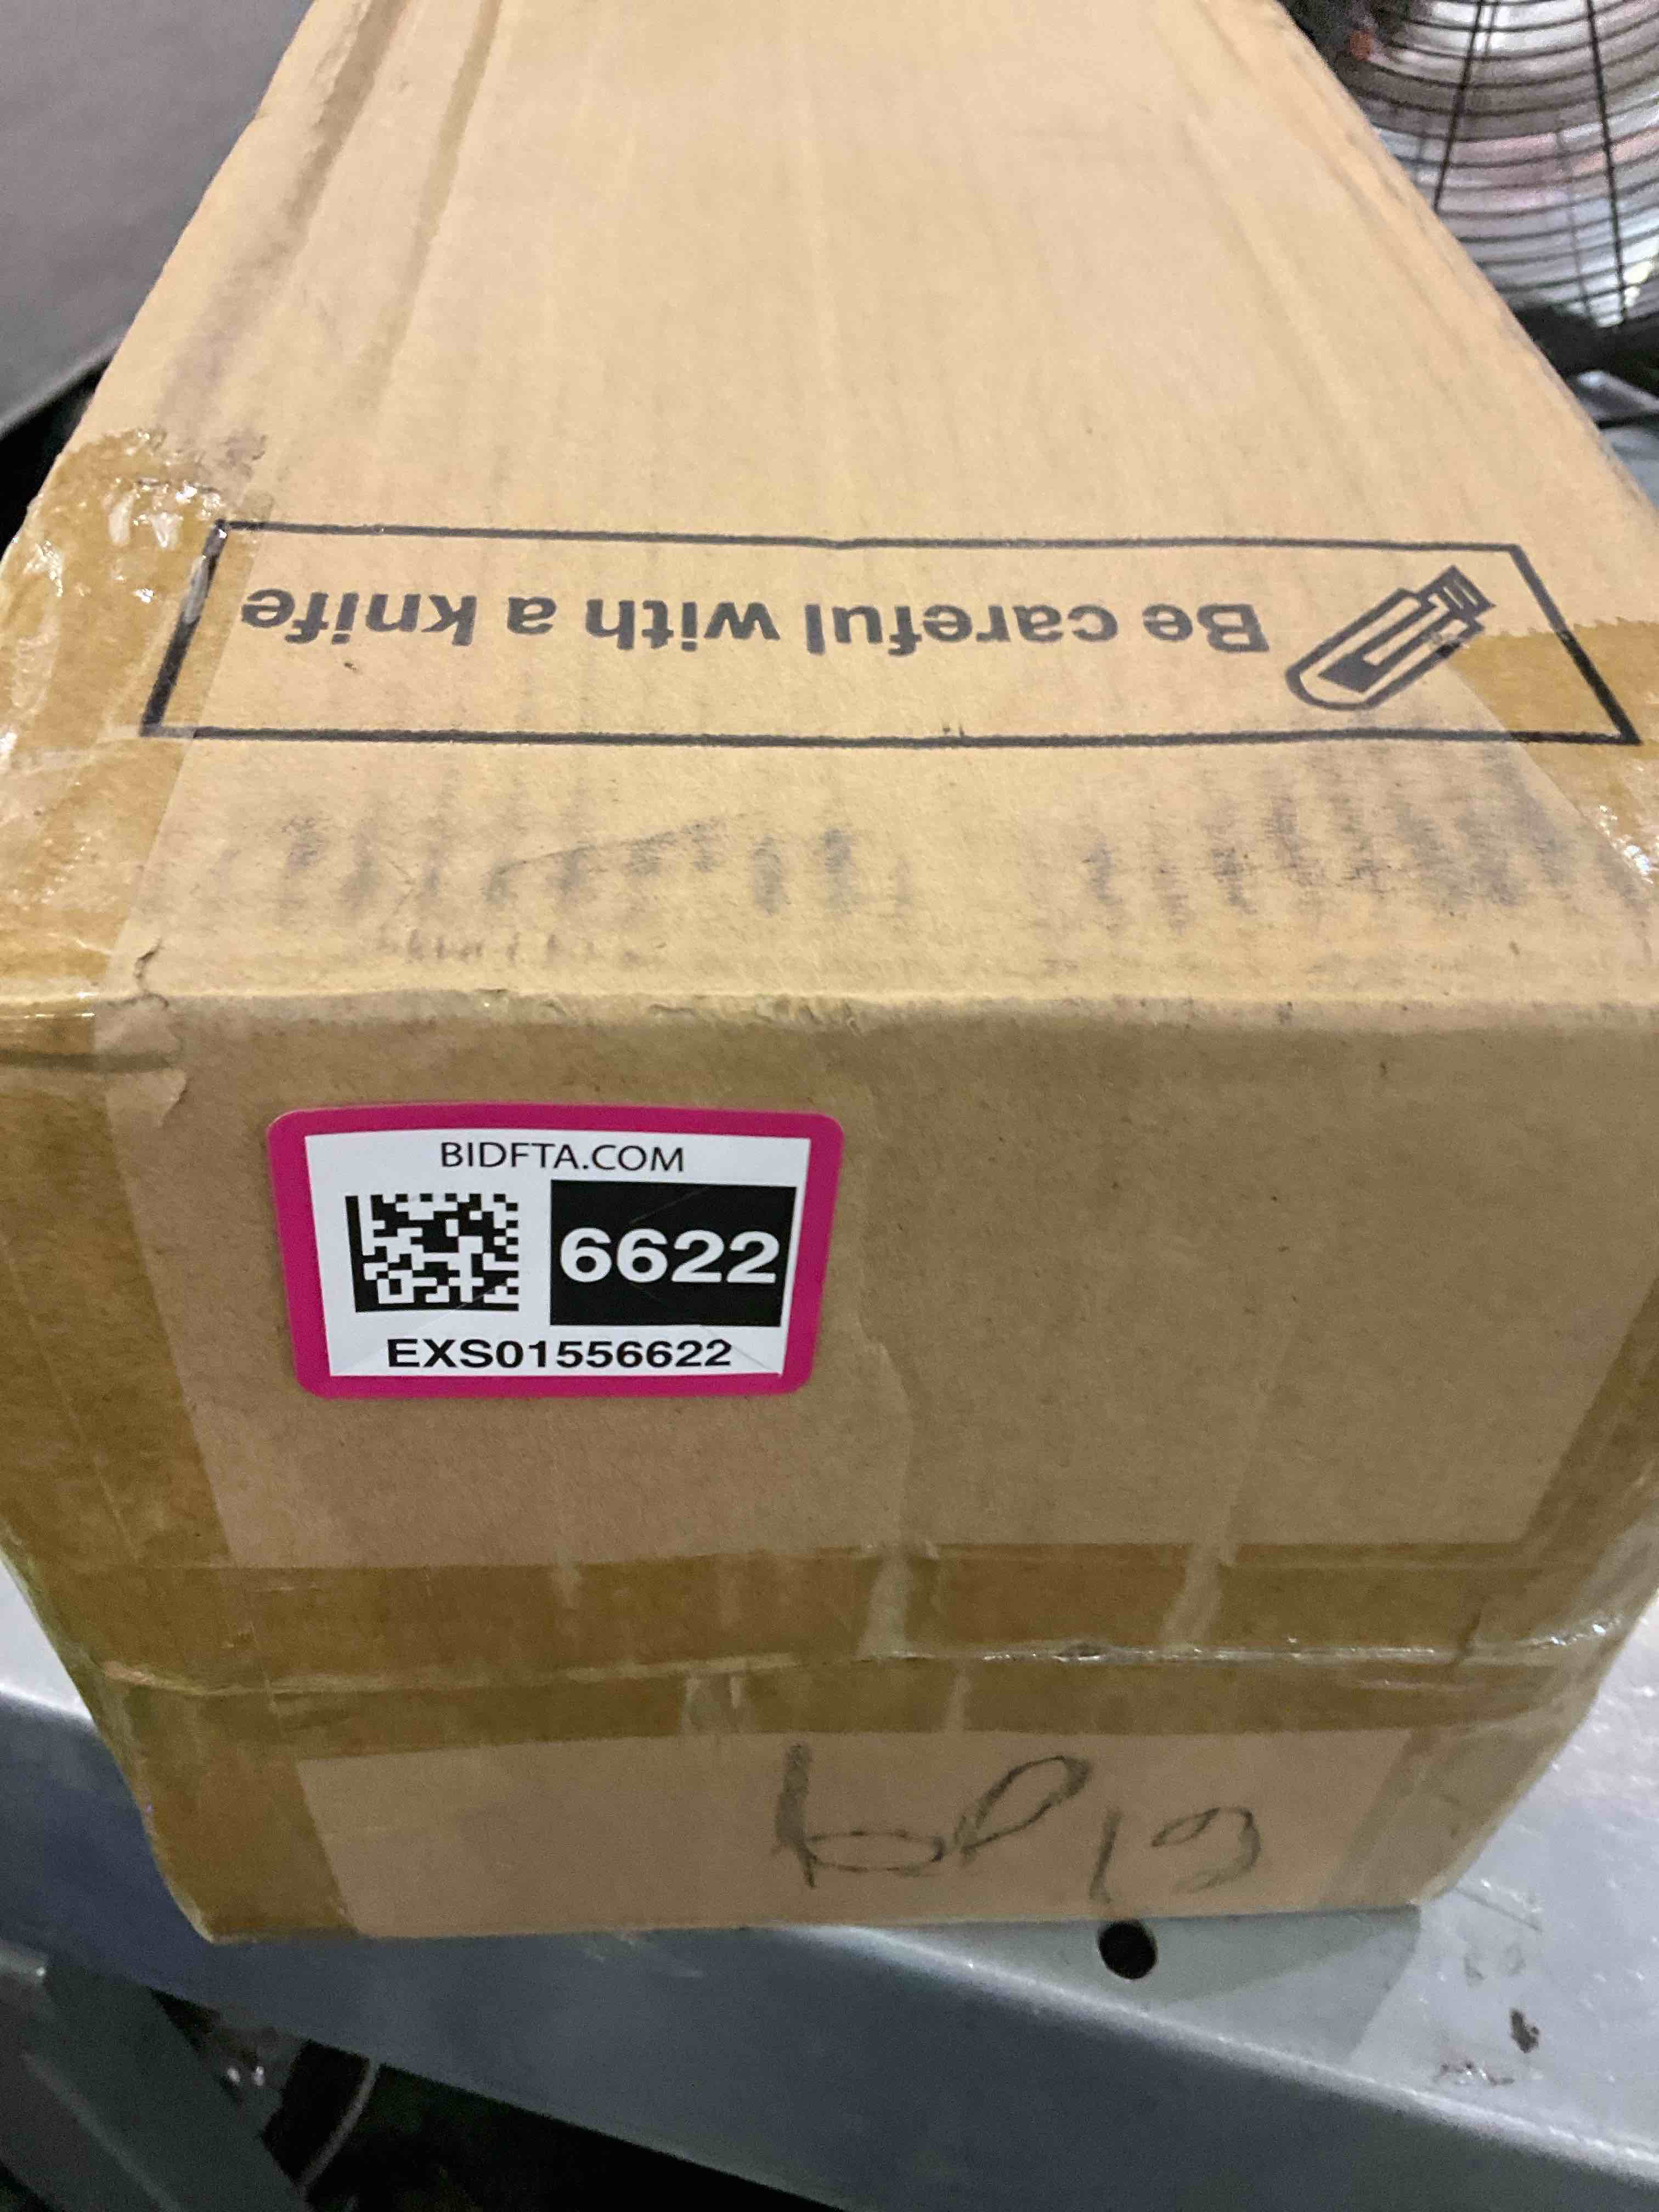 Be careful with a knife
BIDFTA.COM
6622
EXS01556622